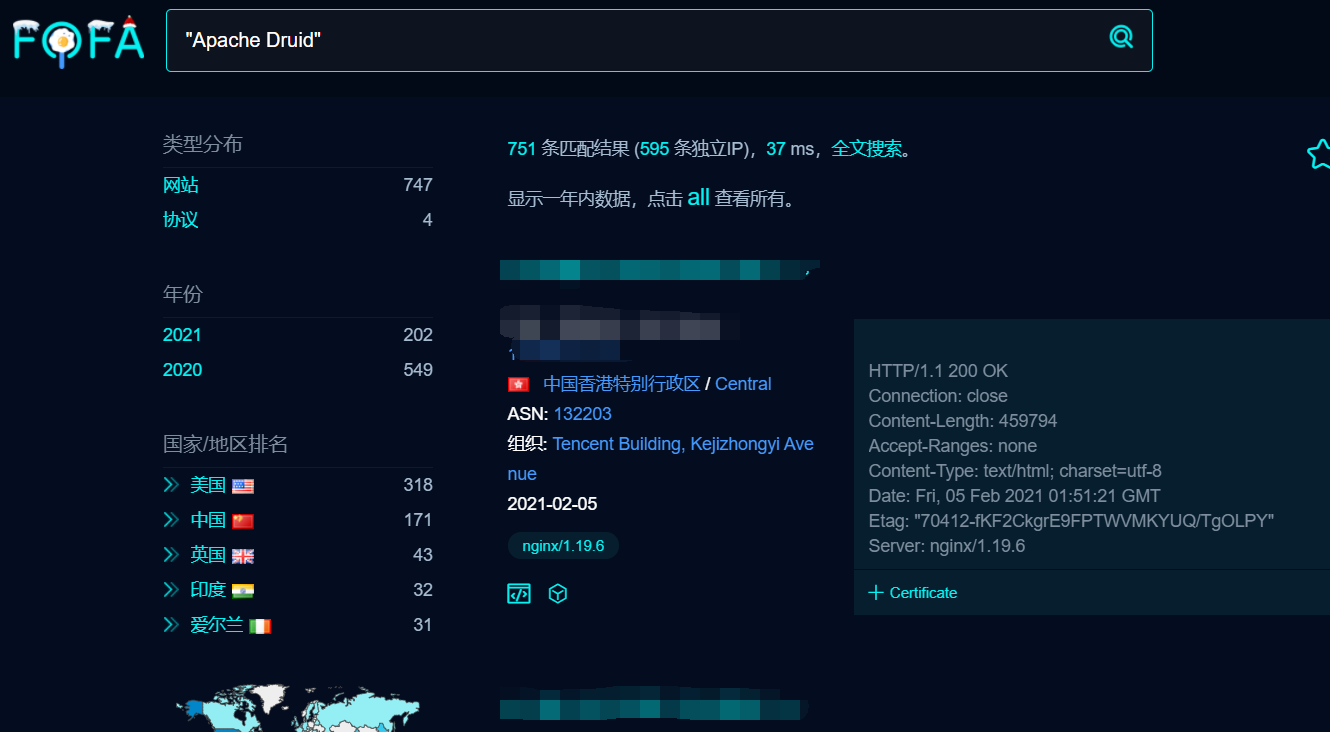 FOFA
"Apache Druid"
类型分布
网站 747
协议 4
年份
2021 202
2020 549
国家/地区排名
美国 318
中国 171
英国 43
印度 32
爱尔兰 31
751 条匹配结果 (595 条独立IP)，37 ms，全文搜索。
显示一年内数据，点击 all 查看所有。
中国香港特别行政区 / Central
ASN: 132203
组织: Tencent Building, Kejizhongyi Ave
nue
2021-02-05
nginx/1.19.6
HTTP/1.1 200 OK
Connection: close
Content-Length: 459794
Accept-Ranges: none
Content-Type: text/html; charset=utf-8
Date: Fri, 05 Feb 2021 01:51:21 GMT
Etag: "70412-fKF2CkgrE9FPTWVMKYUQ/TgOLPY"
Server: nginx/1.19.6
+ Certificate